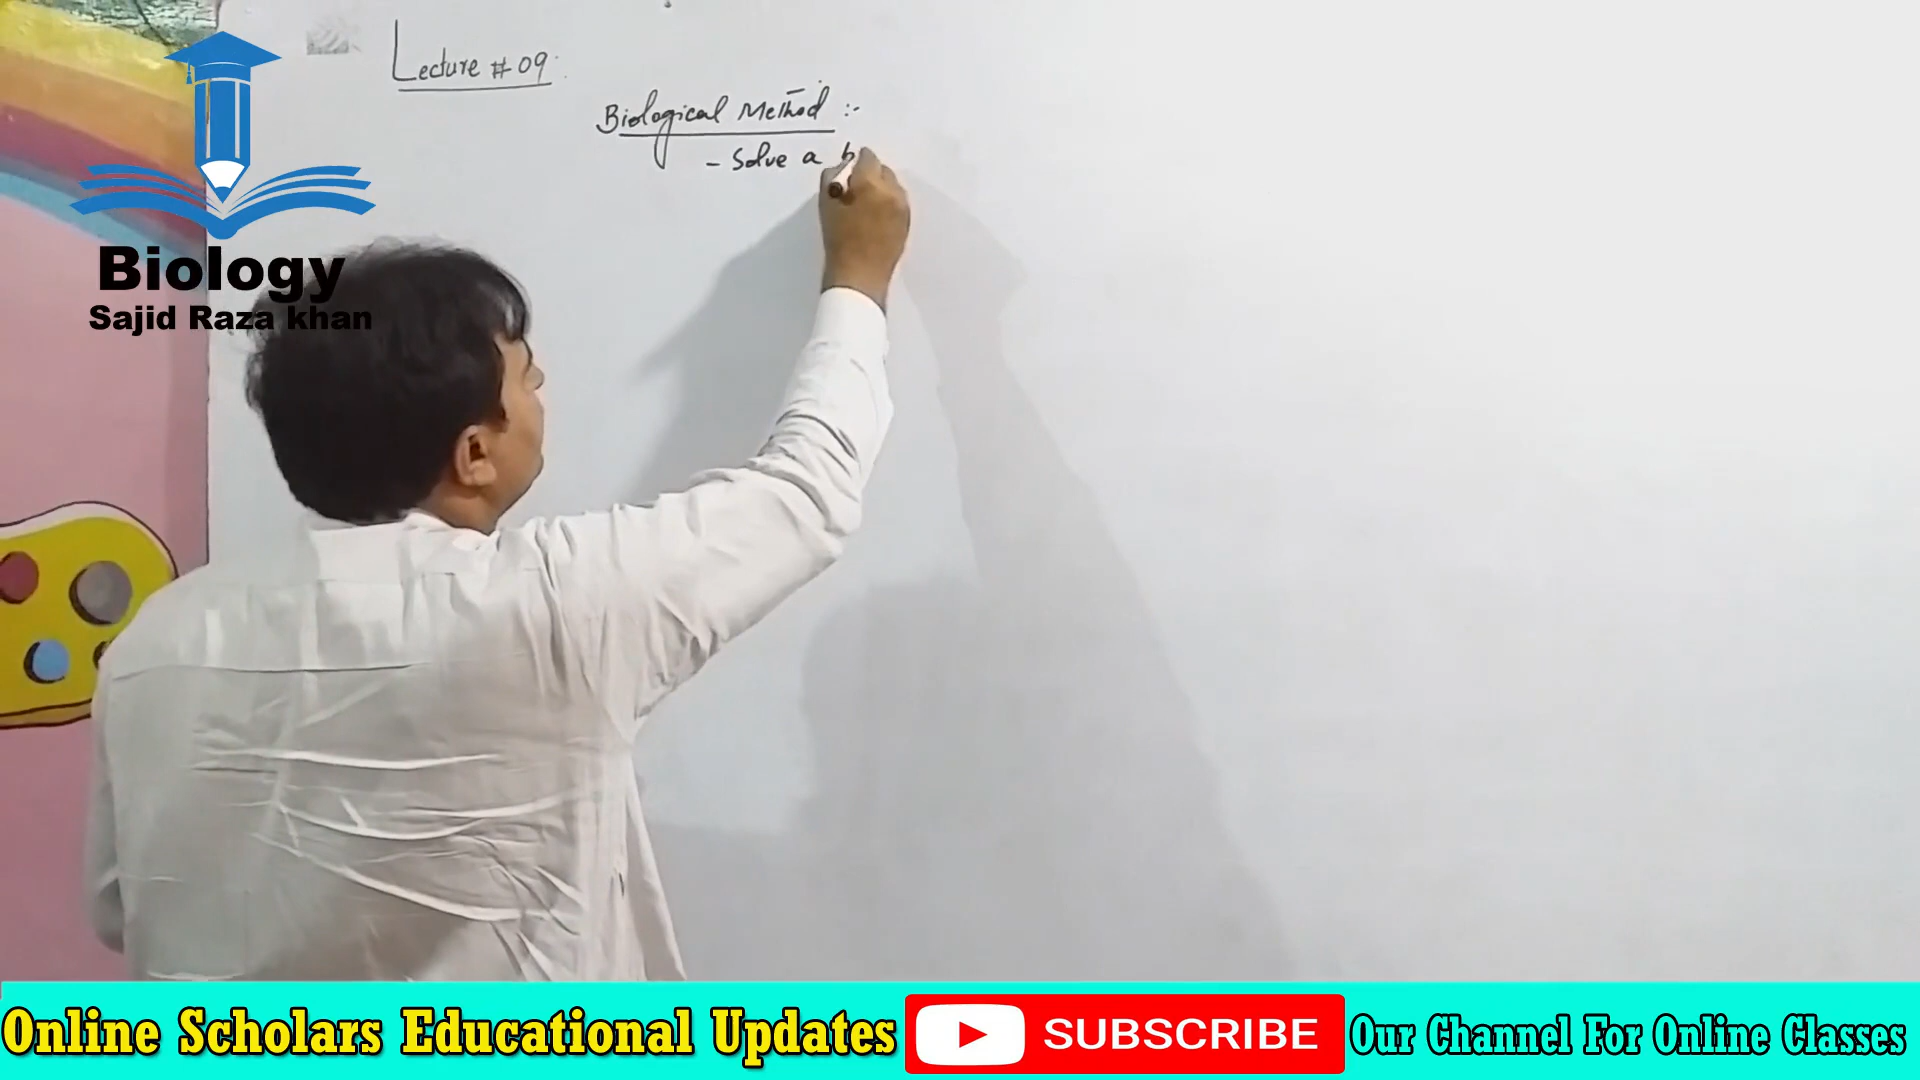 Lecture # 09
Biological Method :-
- Solve a b
Biology
Sajid Raza khan
Online Scholars Educational Updates
SUBSCRIBE
Our Channel For Online Classes